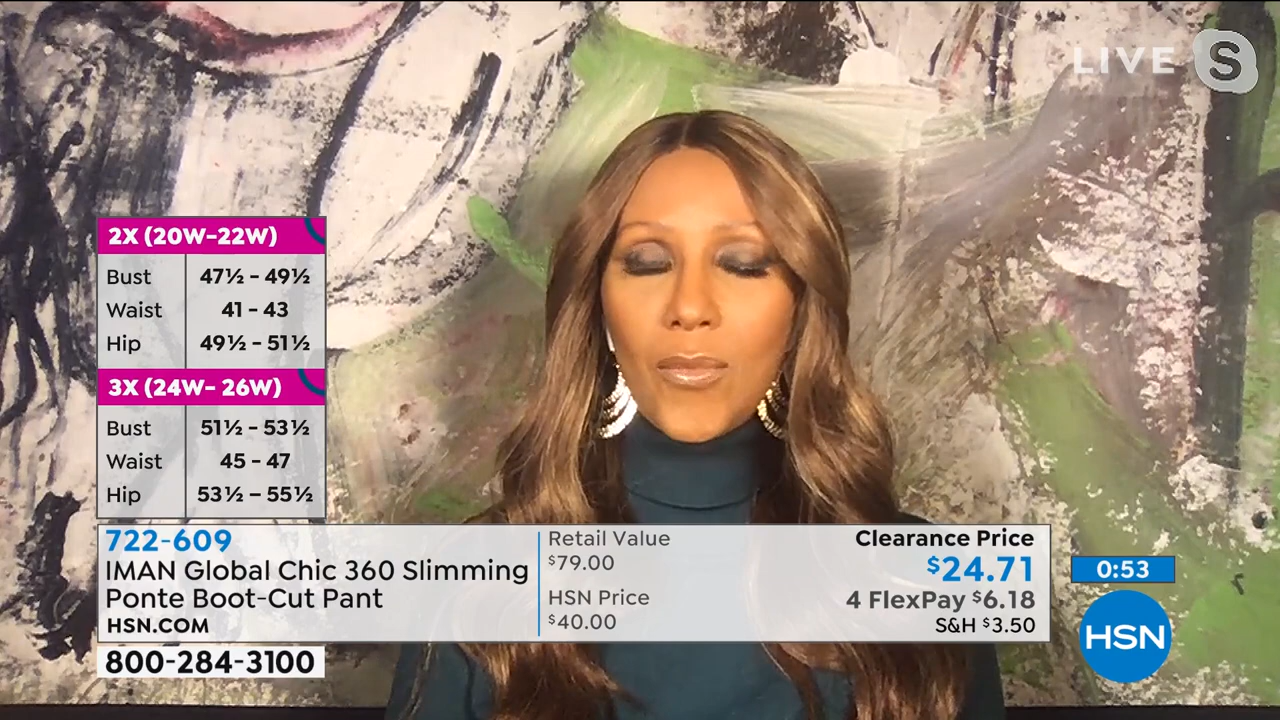 LIVE S
2X (20W-22W)
Bust 47½ - 49½
Waist 41 - 43
Hip 49½ - 51½
3X (24W- 26W)
Bust 51½ - 53½
Waist 45 - 47
Hip 53½ - 55½
722-609
IMAN Global Chic 360 Slimming
Ponte Boot-Cut Pant
HSN.COM
Retail Value
$79.00
HSN Price
$40.00
Clearance Price
$24.71
4 FlexPay $6.18
S&H $3.50
0:53
HSN
800-284-3100